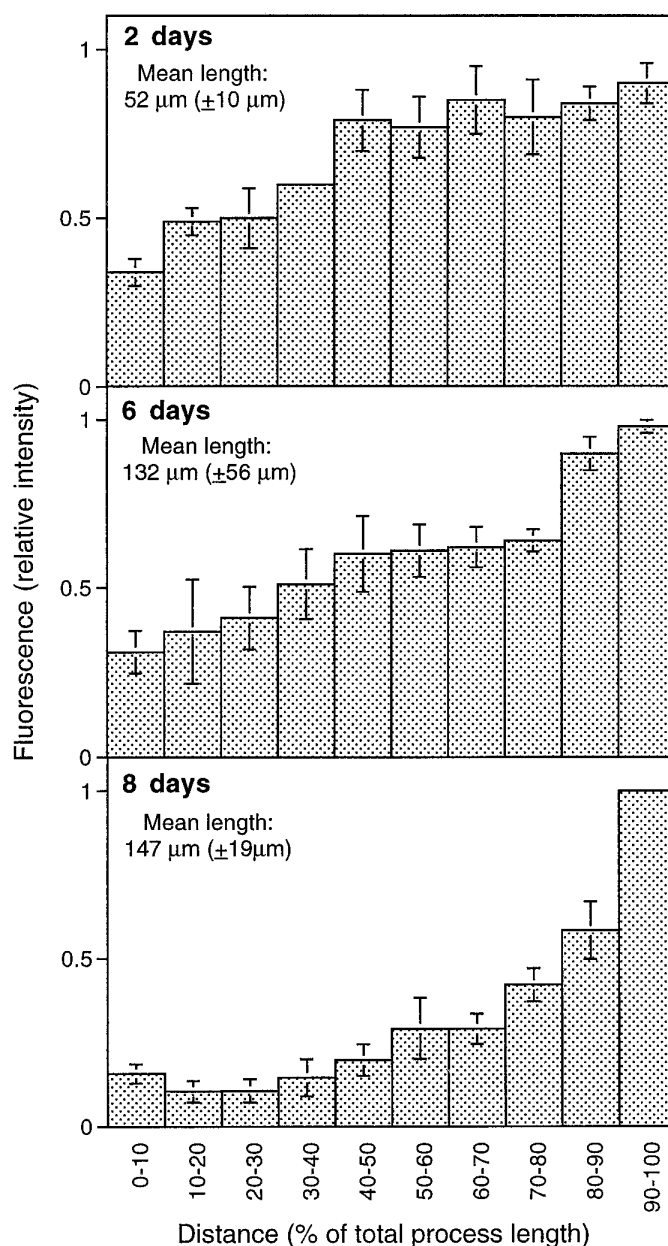 2 days
Mean length:
52 μm (±10 μm)
1
0.5
0
6 days
Mean length:
132 μm (±56 μm)
1
0.5
0
8 days
Mean length:
147 μm (±19μm)
1
0.5
0
Fluorescence (relative intensity)
0-10
10-20
20-30
30-40
40-50
50-60
60-70
70-80
80-90
90-100
Distance (% of total process length)